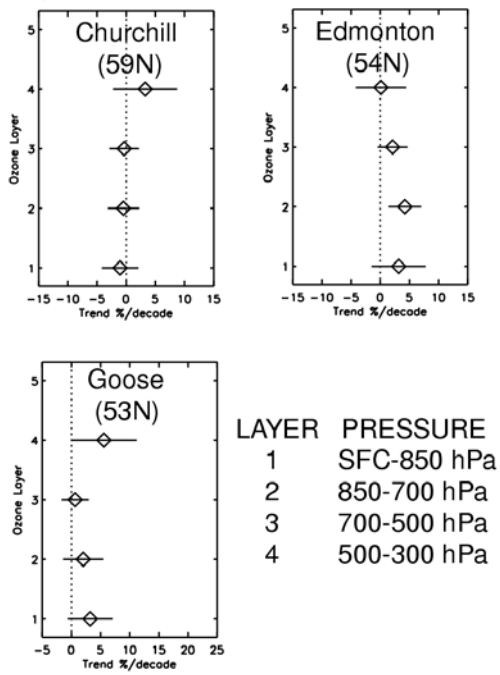 Churchill
(59N)
5
4
3
2
1
Ozone Layer
-15 -10 -5 0 5 10 15
Trend %/decade
Edmonton
(54N)
5
4
3
2
1
Ozone Layer
-15 -10 -5 0 5 10 15
Trend %/decade
Goose
(53N)
5
4
3
2
1
Ozone Layer
-5 0 5 10 15 20 25
Trend %/decade
LAYER PRESSURE
1 SFC-850 hPa
2 850-700 hPa
3 700-500 hPa
4 500-300 hPa